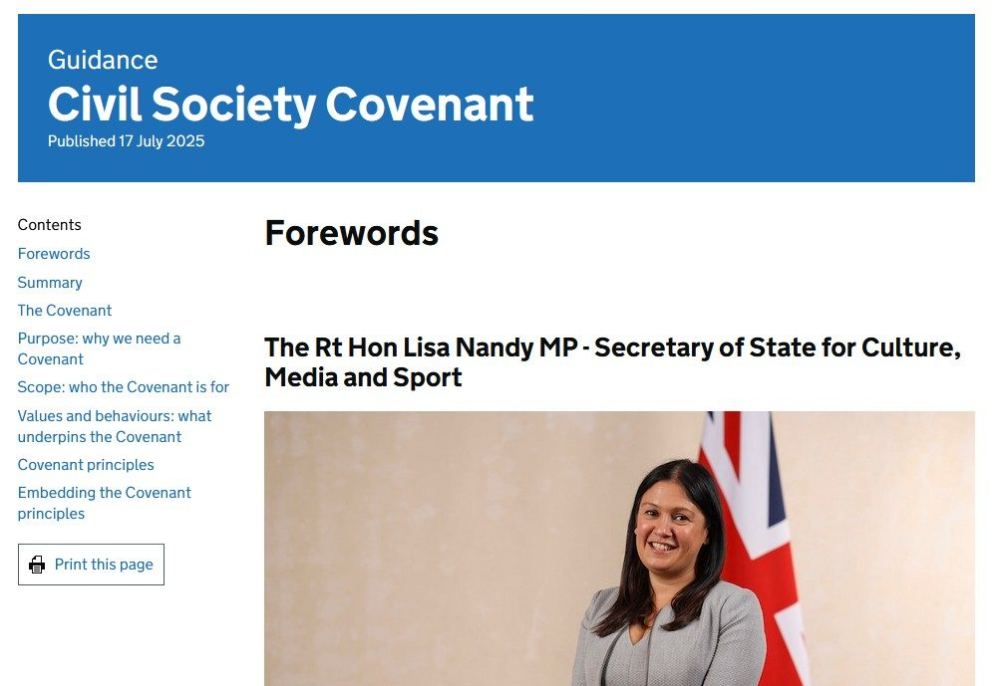 Guidance
Civil Society Covenant
Published 17 July 2025
Contents
Forewords
Summary
The Covenant
Purpose: why we need a
Covenant
Scope: who the Covenant is for
Values and behaviours: what
underpins the Covenant
Covenant principles
Embedding the Covenant
principles
Print this page
Forewords
The Rt Hon Lisa Nandy MP - Secretary of State for Culture,
Media and Sport